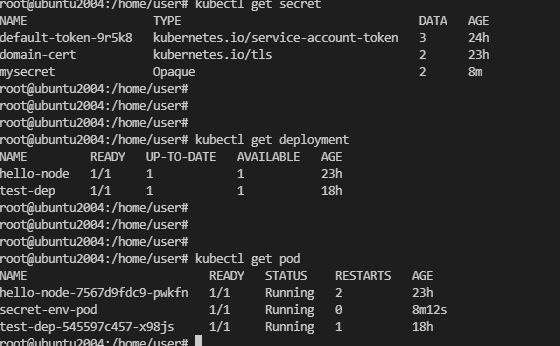 root@ubuntu2004:/home/user# kubectl get secret
NAME TYPE DATA AGE
default-token-9r5k8 kubernetes.io/service-account-token 3 24h
domain-cert kubernetes.io/tls 2 23h
mysecret Opaque 2 8m
root@ubuntu2004:/home/user#
root@ubuntu2004:/home/user#
root@ubuntu2004:/home/user#
root@ubuntu2004:/home/user# kubectl get deployment
NAME READY UP-TO-DATE AVAILABLE AGE
hello-node 1/1 1 1 23h
test-dep 1/1 1 1 18h
root@ubuntu2004:/home/user#
root@ubuntu2004:/home/user#
root@ubuntu2004:/home/user#
root@ubuntu2004:/home/user# kubectl get pod
NAME READY STATUS RESTARTS AGE
hello-node-7567d9fdc9-pwkfn 1/1 Running 2 23h
secret-env-pod 1/1 Running 0 8m12s
test-dep-545597c457-x98js 1/1 Running 1 18h
root@ubuntu2004:/home/user#